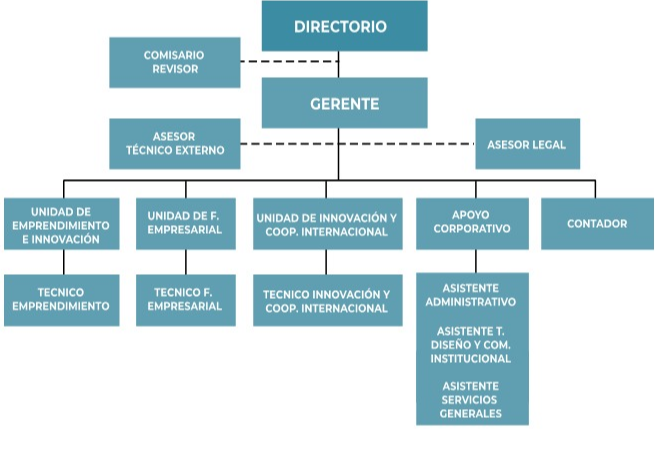 DIRECTORIO
COMISARIO
REVISOR
GERENTE
ASESOR
TÉCNICO EXTERNO
ASESOR LEGAL
UNIDAD DE
EMPRENDIMIENTO
E INNOVACIÓN
UNIDAD DE F.
EMPRESARIAL
UNIDAD DE INNOVACIÓN Y
COOP. INTERNACIONAL
APOYO
CORPORATIVO
CONTADOR
TECNICO
EMPRENDIMIENTO
TECNICO F.
EMPRESARIAL
TECNICO INNOVACIÓN Y
COOP. INTERNACIONAL
ASISTENTE
ADMINISTRATIVO
ASISTENTE T.
DISEÑO Y COM.
INSTITUCIONAL
ASISTENTE
SERVICIOS
GENERALES